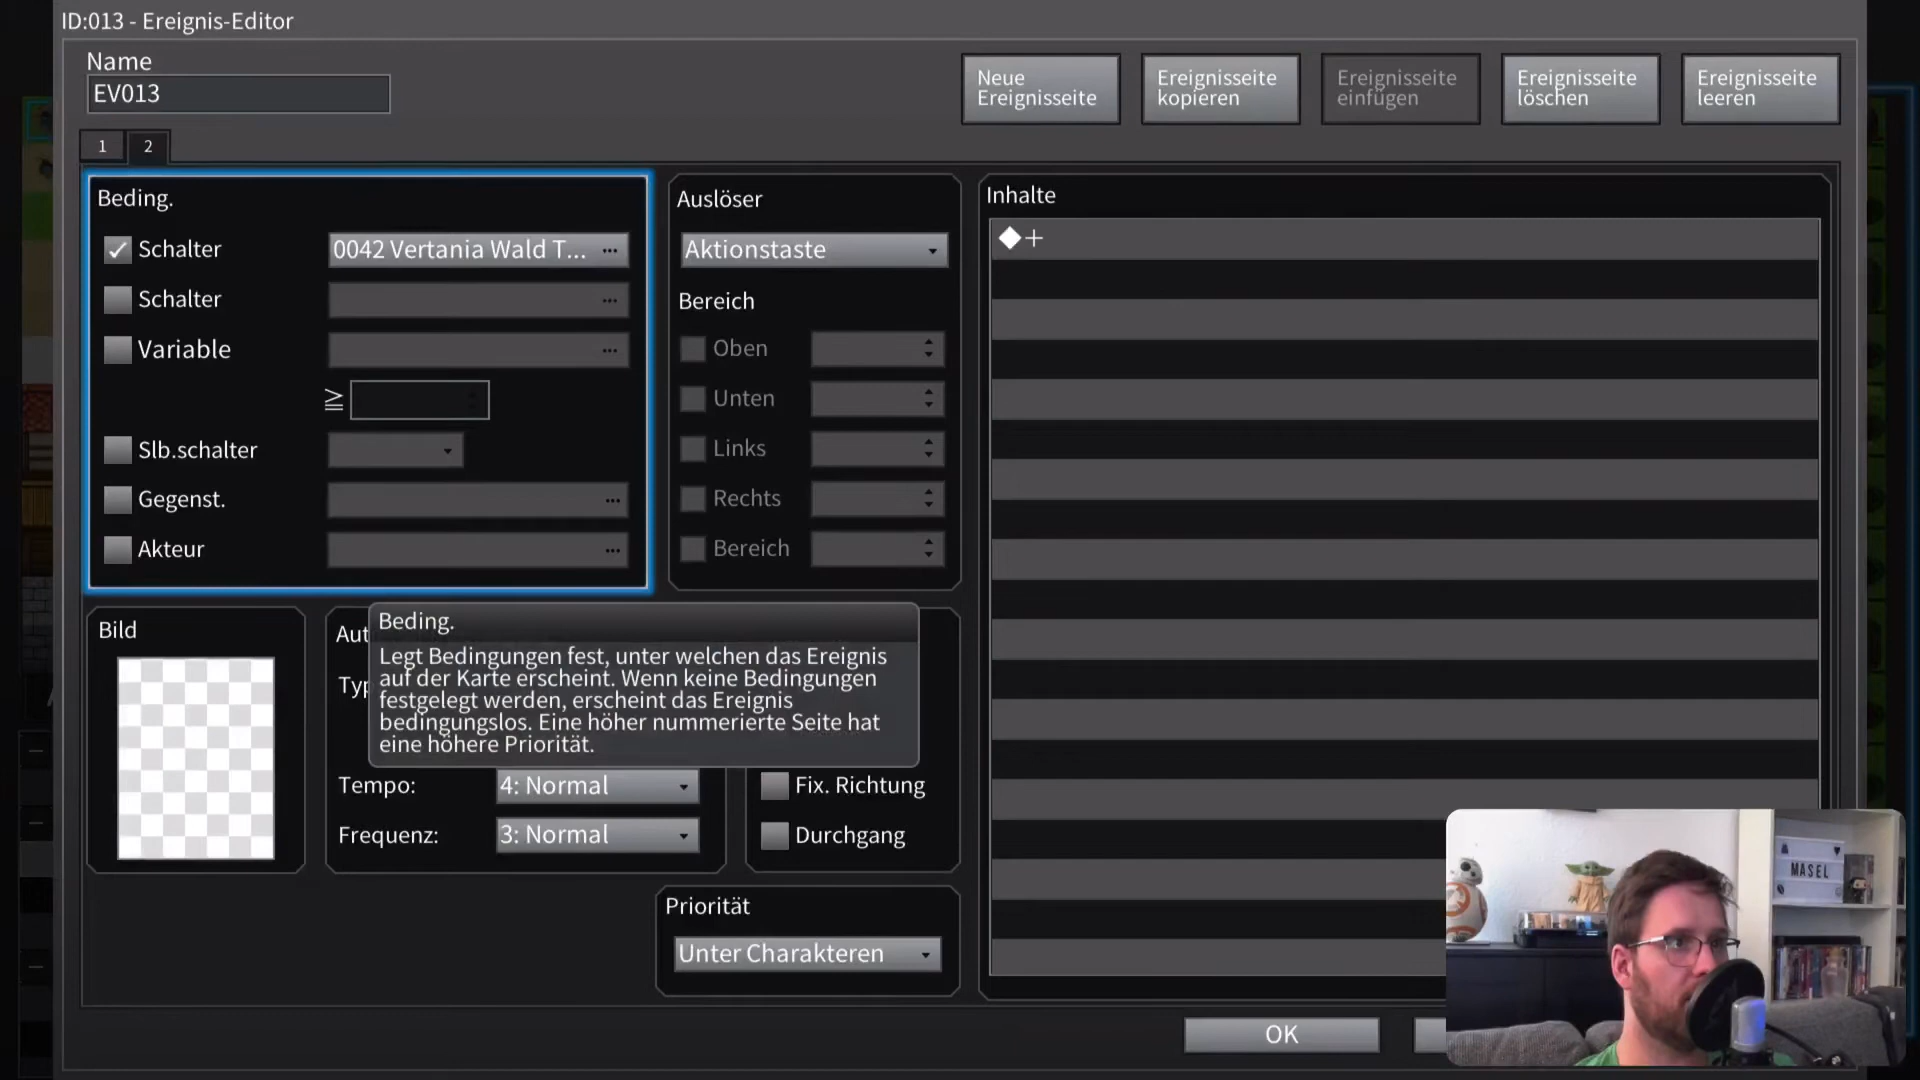 ID:013 - Ereignis-Editor
Name
EV013
Neue
Ereignisseite
Ereignisseite
kopieren
Ereignisseite
einfügen
Ereignisseite
löschen
Ereignisseite
leeren
1
2
Beding.
Schalter
0042 Vertania Wald T... ...
Schalter
...
Variable
...
≧
Slb.schalter
Gegenst.
...
Akteur
...
Auslöser
Aktionstaste
Bereich
Oben
Unten
Links
Rechts
Bereich
Inhalte
◆+
Bild
Beding.
Legt Bedingungen fest, unter welchen das Ereignis
auf der Karte erscheint. Wenn keine Bedingungen
festgelegt werden, erscheint das Ereignis
bedingungslos. Eine höher nummerierte Seite hat
eine höhere Priorität.
Tempo:
4: Normal
Frequenz:
3: Normal
Fix. Richtung
Durchgang
Priorität
Unter Charakteren
OK
MASEL